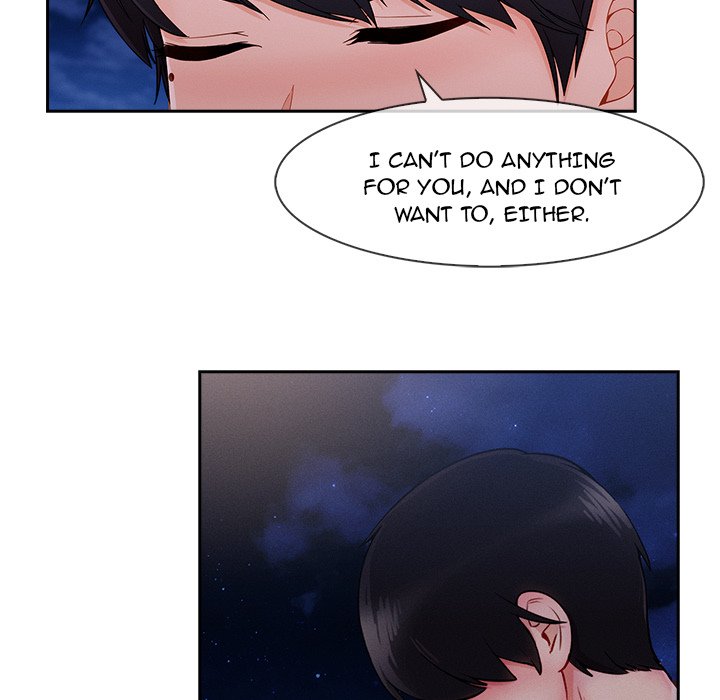 I CAN'T DO ANYTHING
FOR YOU, AND I DON'T
WANT TO, EITHER.